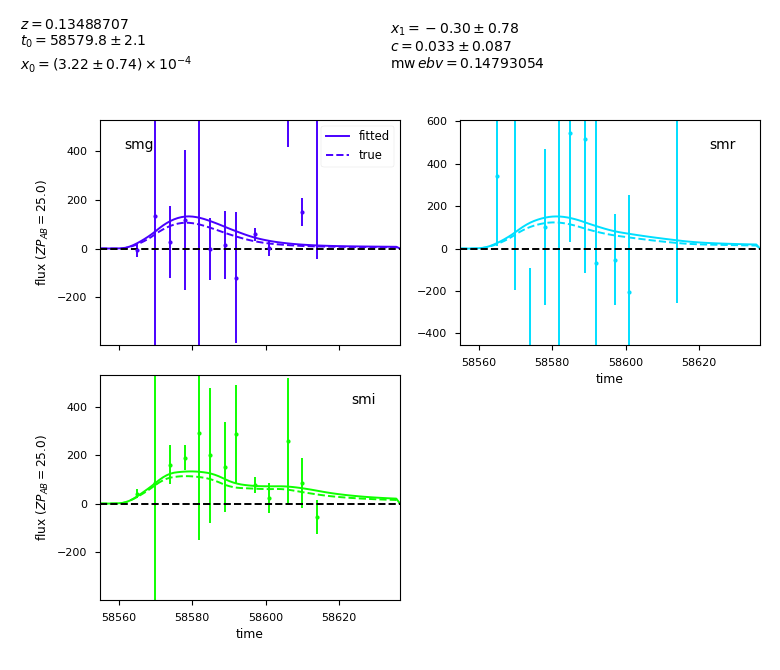 z = 0.13488707
t₀ = 58579.8 ± 2.1
x₀ = (3.22 ± 0.74) × 10⁻⁴
x₁ = −0.30 ± 0.78
c = 0.033 ± 0.087
mw ebv = 0.14793054
smg
fitted
true
400
200
0
−200
flux (ZP_AB = 25.0)
smr
600
400
200
0
−200
−400
58560 58580 58600 58620
time
smi
400
200
0
−200
flux (ZP_AB = 25.0)
58560 58580 58600 58620
time